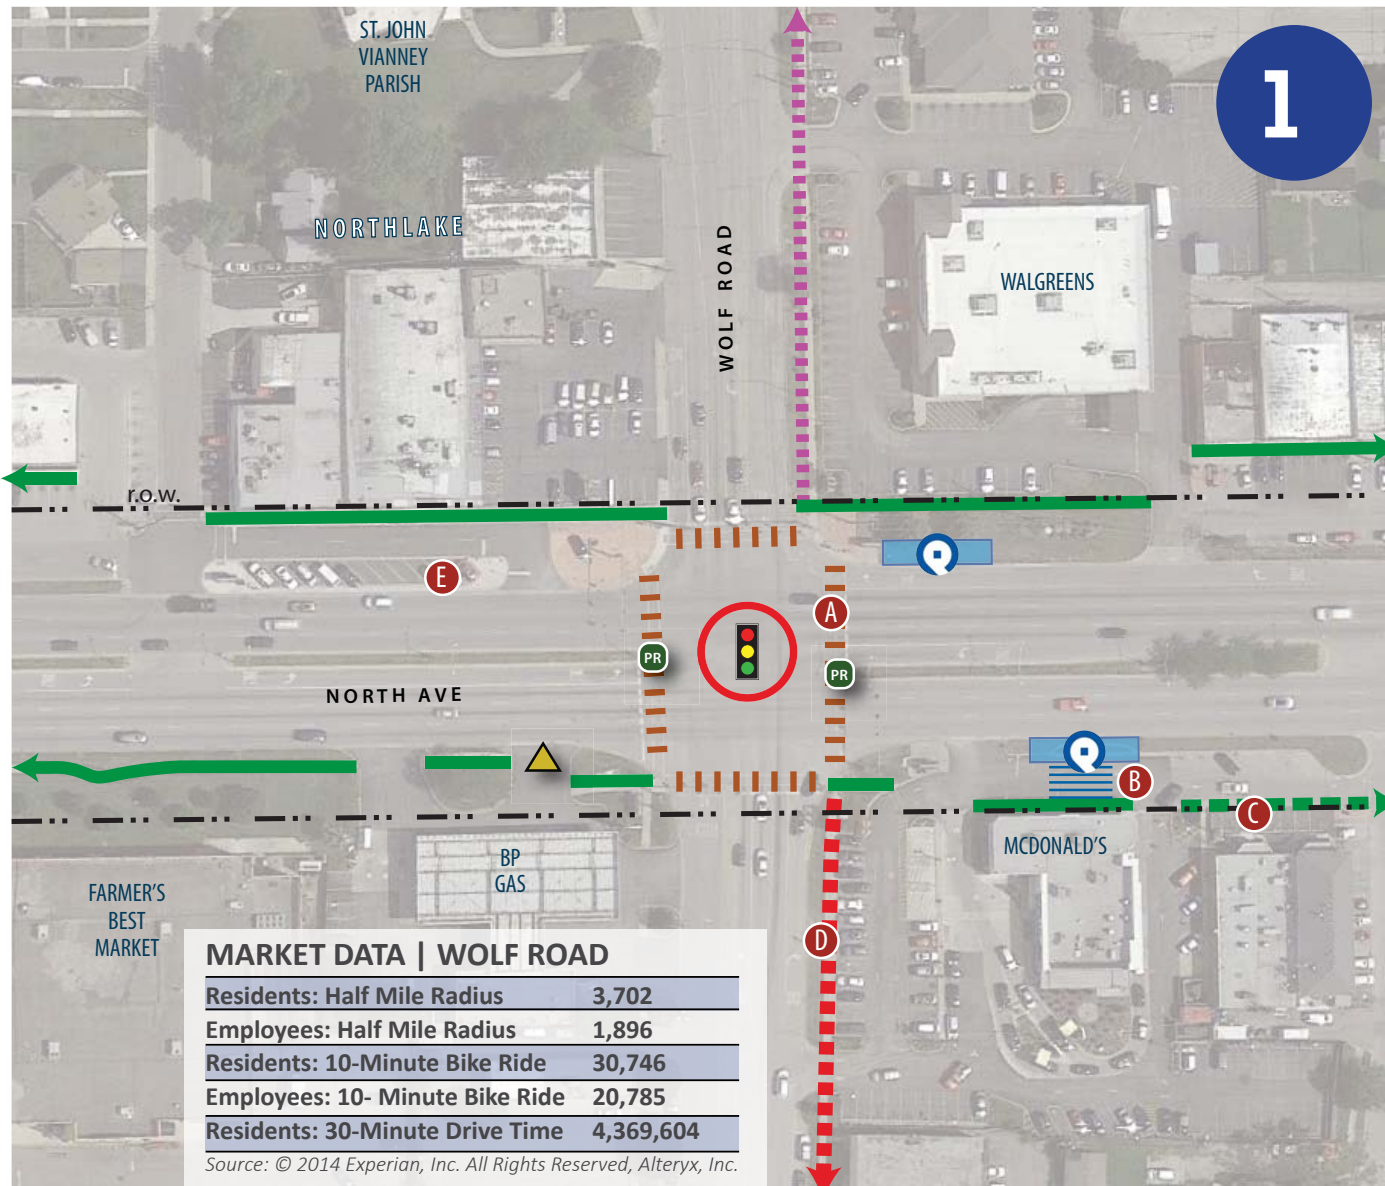 ST. JOHN
VIANNEY
PARISH
1
NORTHLAKE
WOLF ROAD
WALGREENS
r.o.w.
E
A
PR
PR
NORTH AVE
B
C
MCDONALD'S
BP
GAS
FARMER'S
BEST
MARKET
D
MARKET DATA | WOLF ROAD
Residents: Half Mile Radius 3,702
Employees: Half Mile Radius 1,896
Residents: 10-Minute Bike Ride 30,746
Employees: 10- Minute Bike Ride 20,785
Residents: 30-Minute Drive Time 4,369,604
Source: © 2014 Experian, Inc. All Rights Reserved, Alteryx, Inc.